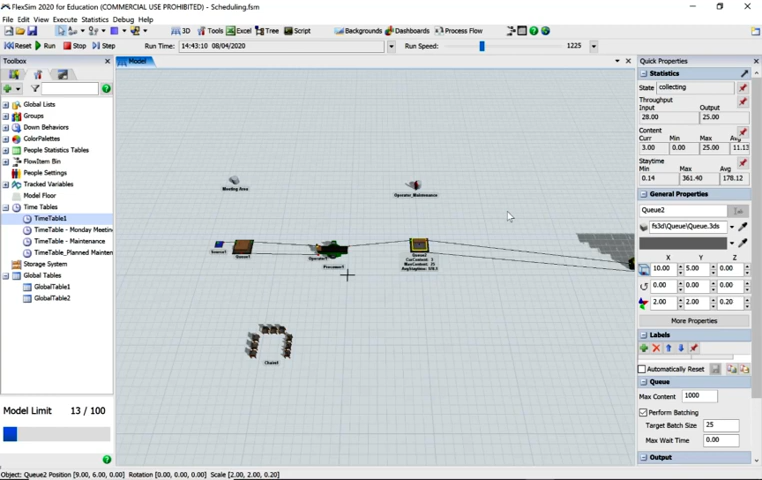 FlexSim 2020 for Education (COMMERCIAL USE PROHIBITED) - Scheduling.fsm
File Edit View Build Execute Statistics Debug Help
3D Tools Excel Tree Script Backgrounds Dashboards Process Flow
Reset Run Stop Step Run Time: 14:43:10 08/04/2020 Run Speed: 1225
Toolbox
Model
Quick Properties
Global Lists
Groups
Down Behaviors
ColorPalettes
People Statistics Tables
FlowItem Bin
People Settings
Tracked Variables
Model Floor
Time Tables
TimeTable1
TimeTable - Monday Meetin
TimeTable - Maintenance
TimeTable_Planned Mainten
Storage System
Global Tables
GlobalTable1
GlobalTable2
Model Limit 13 / 100
Meeting Area
Operator_Maintenance
Source1
Queue1
Operator1
Processor1
Queue2
CurContent: 3
MaxContent: 25
Chairs1
Statistics
State collecting
Throughput
Input Output
28.00 25.00
Content
Curr Min Max Avg
3.00 0.00 25.00 11.13
Staytime
Min Max Avg
0.14 361.40 178.12
General Properties
Queue2
fs3d\Queue\Queue.3ds
X Y Z
10.00 5.00 0.00
0.00 0.00 0.00
2.00 2.00 0.20
More Properties
Labels
Automatically Reset
Queue
Max Content 1000
Perform Batching
Target Batch Size 25
Max Wait Time 0.00
Output
Object: Queue2 Position [9.00, 6.00, 0.00] Rotation [0.00, 0.00, 0.00] Scale [2.00, 2.00, 0.20]